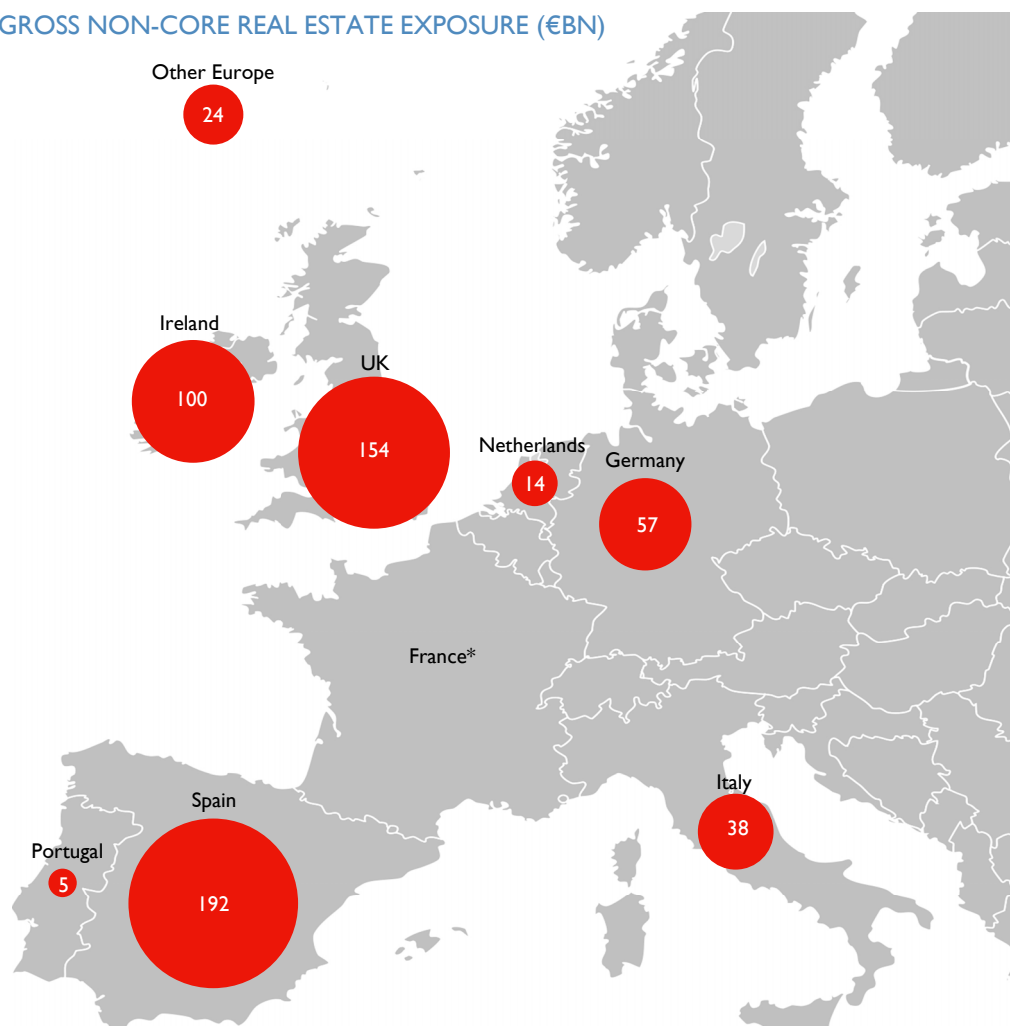 GROSS NON-CORE REAL ESTATE EXPOSURE (€BN)
Other Europe
24
Ireland
100
UK
154
Netherlands
14
Germany
57
France*
Italy
38
Spain
192
Portugal
5